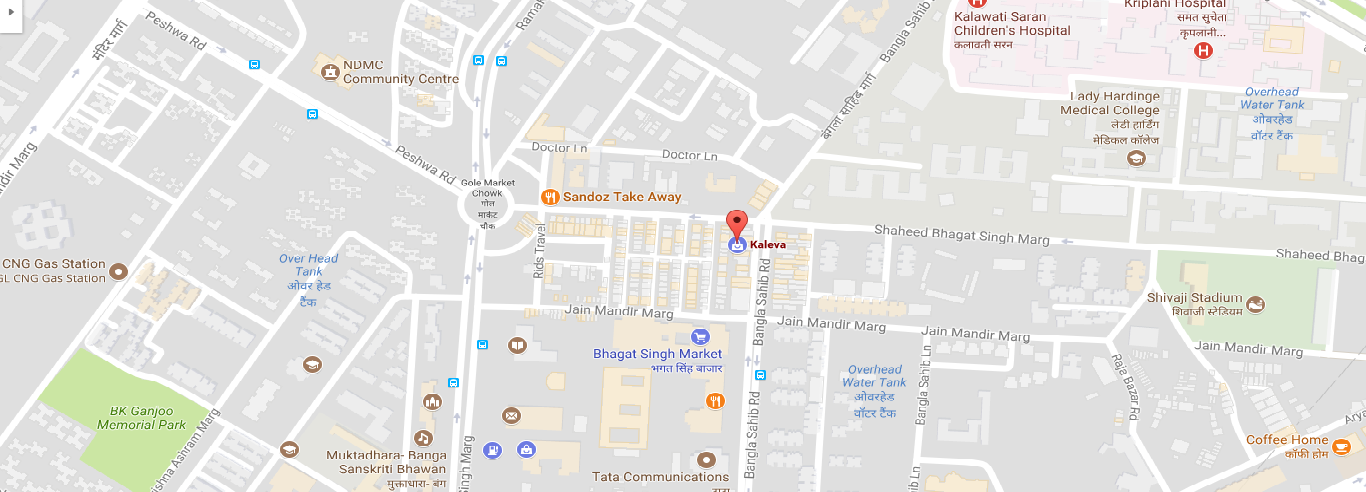 Kriplani Hospital
समत सुचेता
कृपलानी...
Kalawati Saran
Children's Hospital
कलावती सरन
Peshwa Rd
मंदिर मार्ग
NDMC
Community Centre
Bangla Sahib
बंगला साहिब मार्ग
Lady Hardinge
Medical College
लेडी हार्डिंग
मेडिकल कॉलेज
Overhead
Water Tank
ओवरहेड
वॉटर टैंक
Peshwa Rd
Doctor Ln
Doctor Ln
Gole Market
Chowk
गोल
मार्कट
चौक
Sandoz Take Away
Kaleva
Shaheed Bhagat Singh Marg
Shaheed Bhag
Rids Travel
Bangla Sahib Rd
CNG Gas Station
GL CNG Gas Station
Over Head
Tank
ओवर हेड
टैंक
Shivaji Stadium
शिवाजी स्टेडियम
Jain Mandir Marg
Jain Mandir Marg
Jain Mandir Marg
Jain Mandir Marg
Bhagat Singh Market
भगत सिंह बाजार
Overhead
Water Tank
ओवरहेड
वॉटर टैंक
Bangla Sahib Ln
Raja Bazar Rd
BK Ganjoo
Memorial Park
Bangla Sahib Rd
Muktadhara- Banga
Sanskriti Bhawan
मुक्ताधारा- बंग
Singh Marg
Tata Communications
टाटा
Coffee Home
कॉफी होम